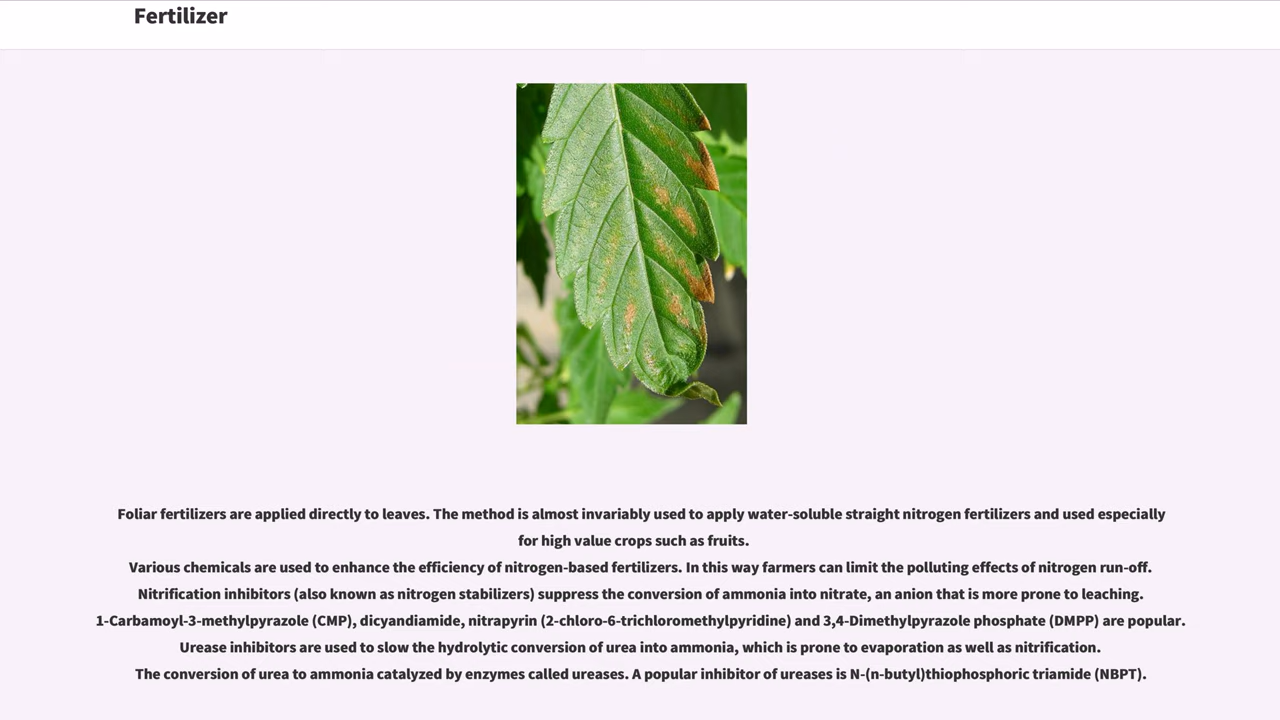 Fertilizer
Foliar fertilizers are applied directly to leaves. The method is almost invariably used to apply water-soluble straight nitrogen fertilizers and used especially
for high value crops such as fruits.
Various chemicals are used to enhance the efficiency of nitrogen-based fertilizers. In this way farmers can limit the polluting effects of nitrogen run-off.
Nitrification inhibitors (also known as nitrogen stabilizers) suppress the conversion of ammonia into nitrate, an anion that is more prone to leaching.
1-Carbamoyl-3-methylpyrazole (CMP), dicyandiamide, nitrapyrin (2-chloro-6-trichloromethylpyridine) and 3,4-Dimethylpyrazole phosphate (DMPP) are popular.
Urease inhibitors are used to slow the hydrolytic conversion of urea into ammonia, which is prone to evaporation as well as nitrification.
The conversion of urea to ammonia catalyzed by enzymes called ureases. A popular inhibitor of ureases is N-(n-butyl)thiophosphoric triamide (NBPT).